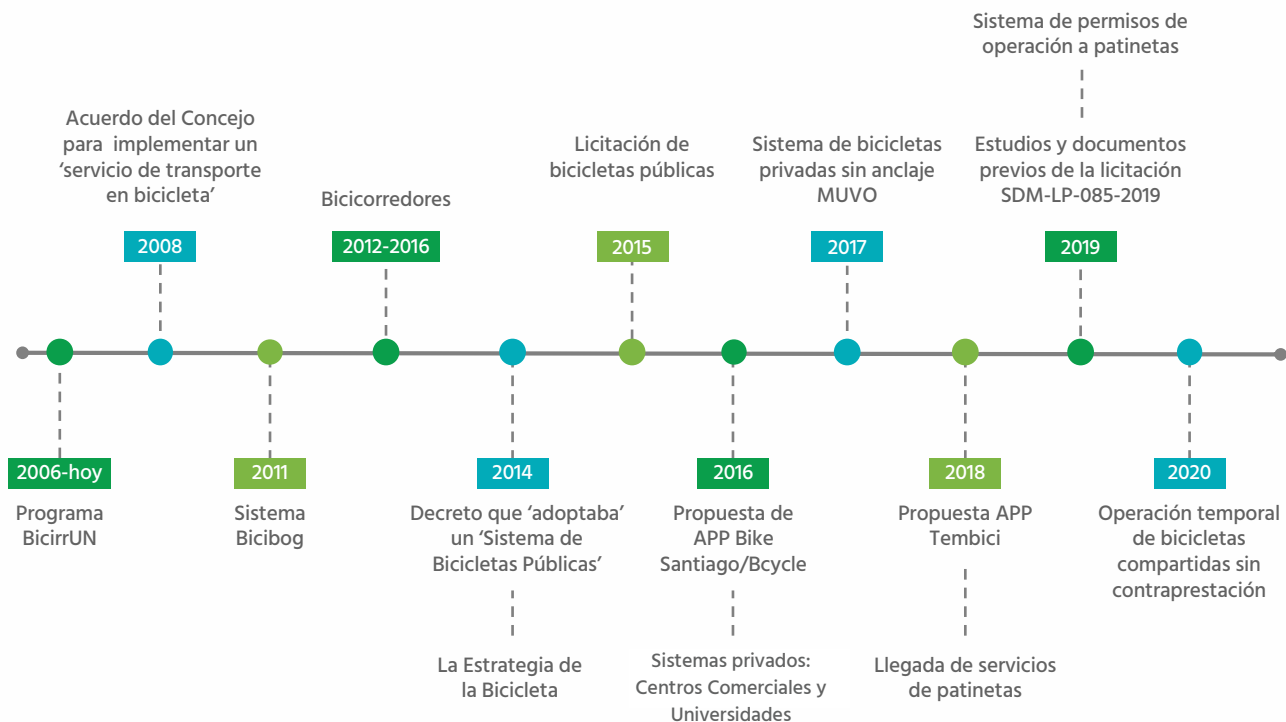 2006-hoy
Programa
BicirrUN
Acuerdo del Concejo
para implementar un
‘servicio de transporte
en bicicleta’
2008
2011
Sistema
Bicibog
Bicicorredores
2012-2016
2014
Decreto que ‘adoptaba’
un ‘Sistema de
Bicicletas Públicas’
La Estrategia de
la Bicicleta
Licitación de
bicicletas públicas
2015
2016
Propuesta de
APP Bike
Santiago/Bcycle
Sistemas privados:
Centros Comerciales y
Universidades
Sistema de bicicletas
privadas sin anclaje
MUVO
2017
2018
Propuesta APP
Tembici
Llegada de servicios
de patinetas
Sistema de permisos de
operación a patinetas
Estudios y documentos
previos de la licitación
SDM-LP-085-2019
2019
2020
Operación temporal
de bicicletas
compartidas sin
contraprestación